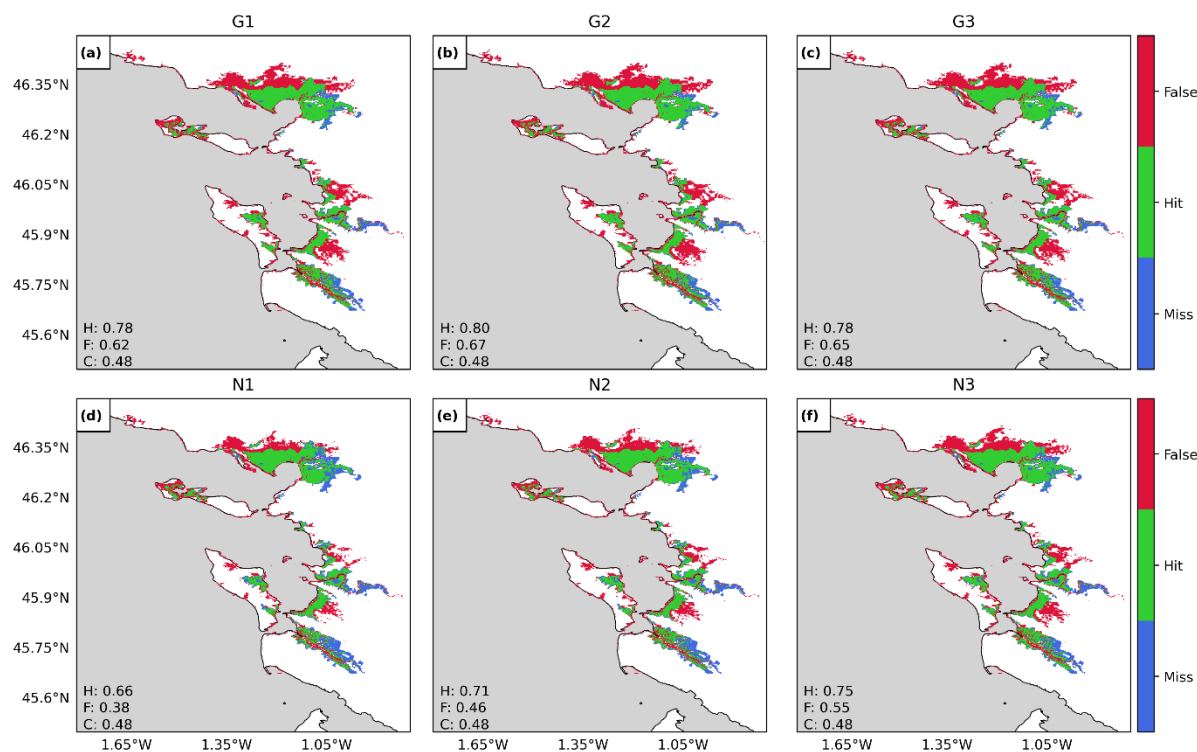 G1
G2
G3
(a)
(b)
(c)
46.35°N
46.2°N
46.05°N
45.9°N
45.75°N
45.6°N
H: 0.78
F: 0.62
C: 0.48
H: 0.80
F: 0.67
C: 0.48
H: 0.78
F: 0.65
C: 0.48
False
Hit
Miss
N1
N2
N3
(d)
(e)
(f)
46.35°N
46.2°N
46.05°N
45.9°N
45.75°N
45.6°N
H: 0.66
F: 0.38
C: 0.48
H: 0.71
F: 0.46
C: 0.48
H: 0.75
F: 0.55
C: 0.48
False
Hit
Miss
1.65°W
1.35°W
1.05°W
1.65°W
1.35°W
1.05°W
1.65°W
1.35°W
1.05°W